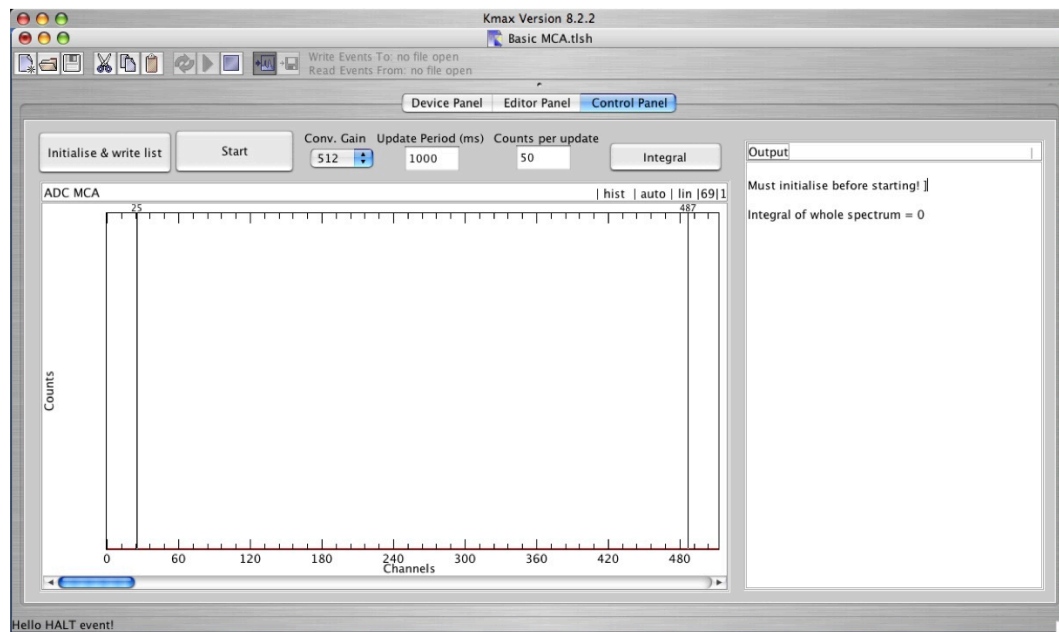 Kmax Version 8.2.2
Basic MCA.tlsh
Write Events To: no file open
Read Events From: no file open
Device Panel Editor Panel Control Panel
Initialise & write list
Start
Conv. Gain Update Period (ms) Counts per update
512 1000 50
Integral
ADC MCA | hist | auto | lin |69|1
25 487
Counts
0 60 120 180 240 300 360 420 480
Channels
Output
Must initialise before starting! ]
Integral of whole spectrum = 0
Hello HALT event!